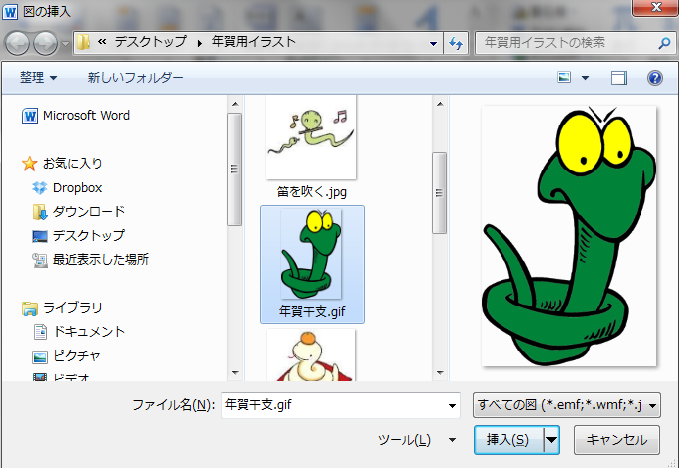 図の挿入
« デスクトップ ▸ 年賀用イラスト
年賀用イラストの検索
整理
新しいフォルダー
Microsoft Word
お気に入り
Dropbox
ダウンロード
デスクトップ
最近表示した場所
ライブラリ
ドキュメント
ピクチャ
ビデオ
笛を吹く.jpg
年賀干支.gif
ファイル名(N):
年賀干支.gif
すべての図 (*.emf;*.wmf;*.j
ツール(L)
挿入(S)
キャンセル